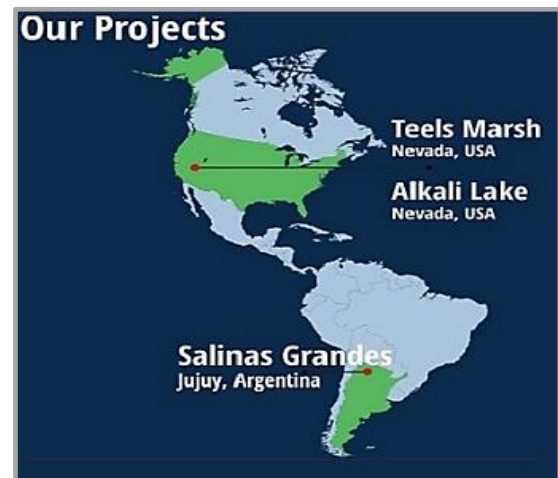 Our Projects
Teels Marsh
Nevada, USA
Alkali Lake
Nevada, USA
Salinas Grandes
Jujuy, Argentina